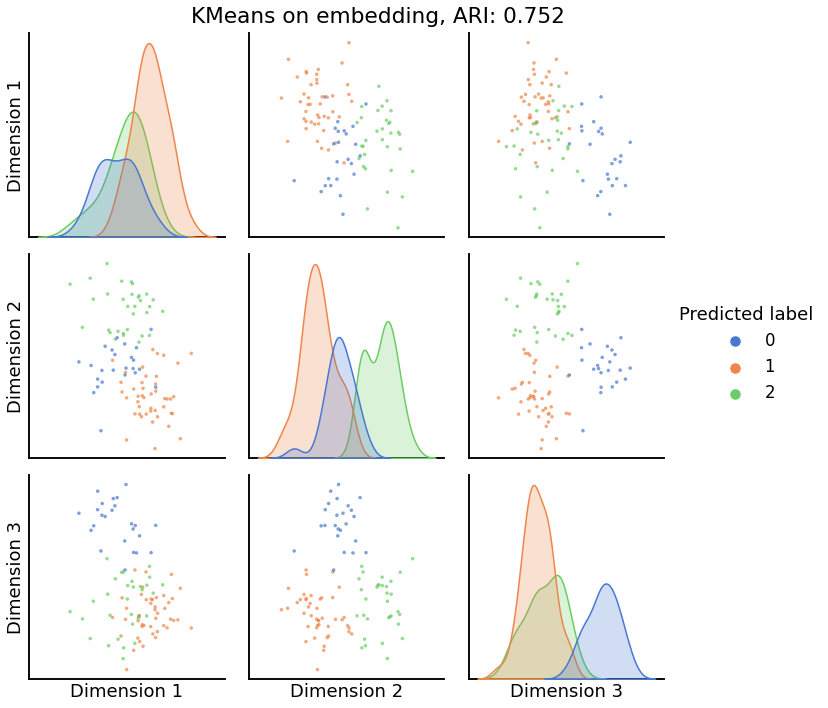 KMeans on embedding, ARI: 0.752
Dimension 1
Dimension 2
Predicted label
0
1
2
Dimension 3
Dimension 1
Dimension 2
Dimension 3